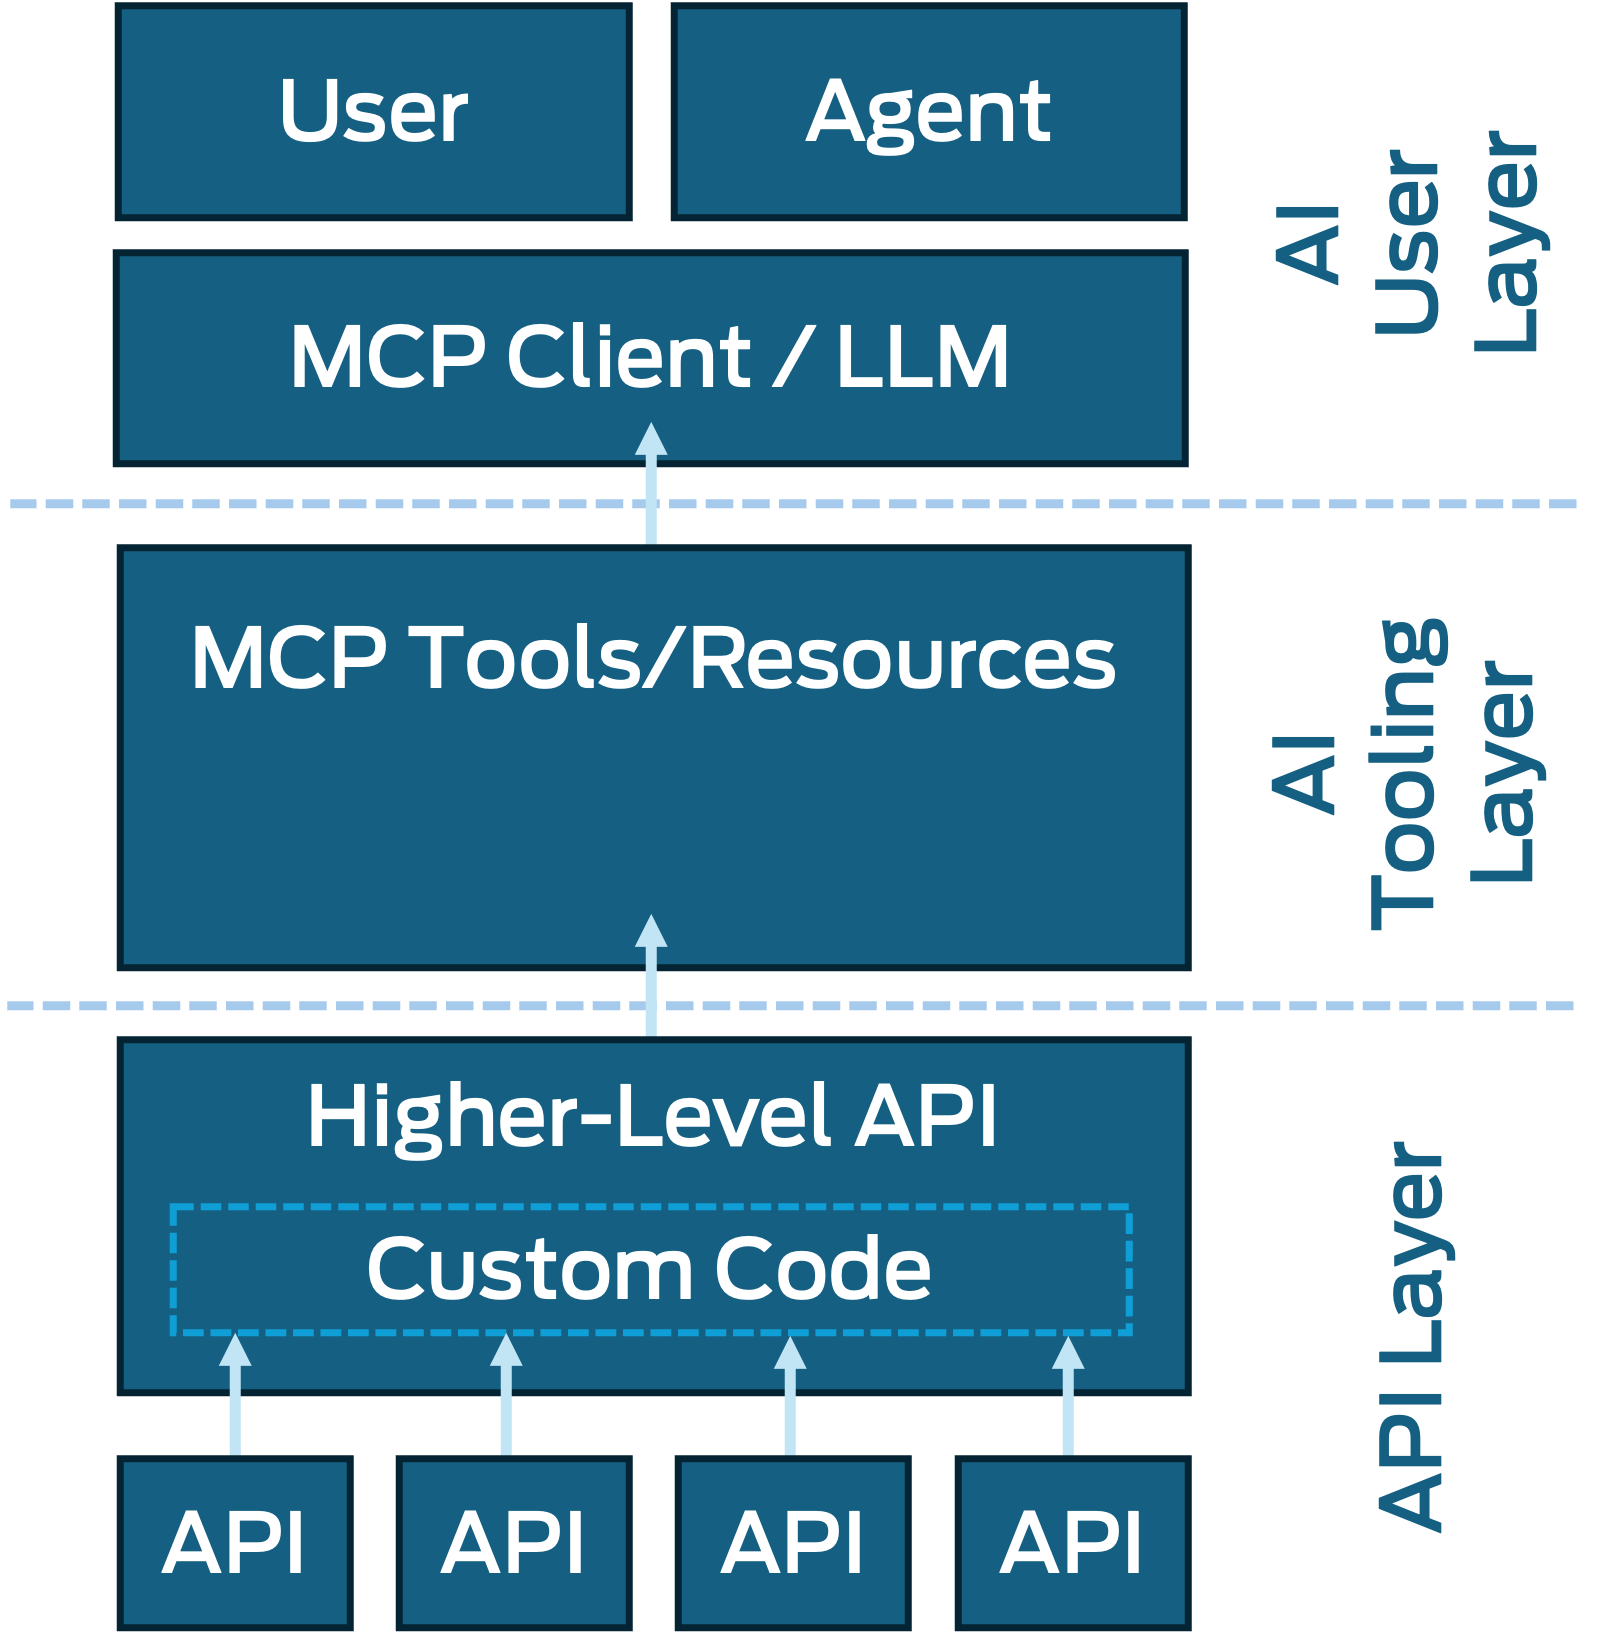 User
Agent
MCP Client / LLM
AI
User
Layer
MCP Tools/Resources
AI
Tooling
Layer
Higher-Level API
Custom Code
API Layer
API
API
API
API